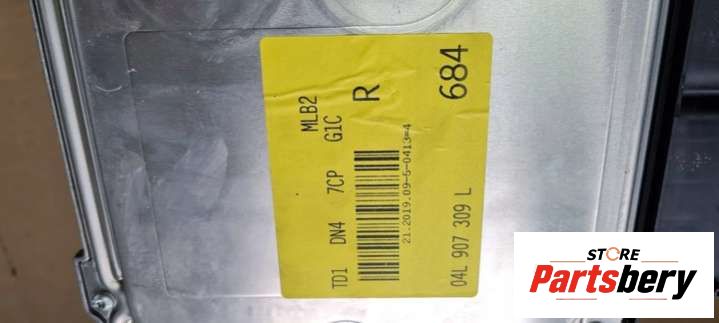 MLB2
G1C R 684
TD1 DN4 7CP
21.2019.09-6-0413=4
04L 907 309 L
STORE
Partsbery